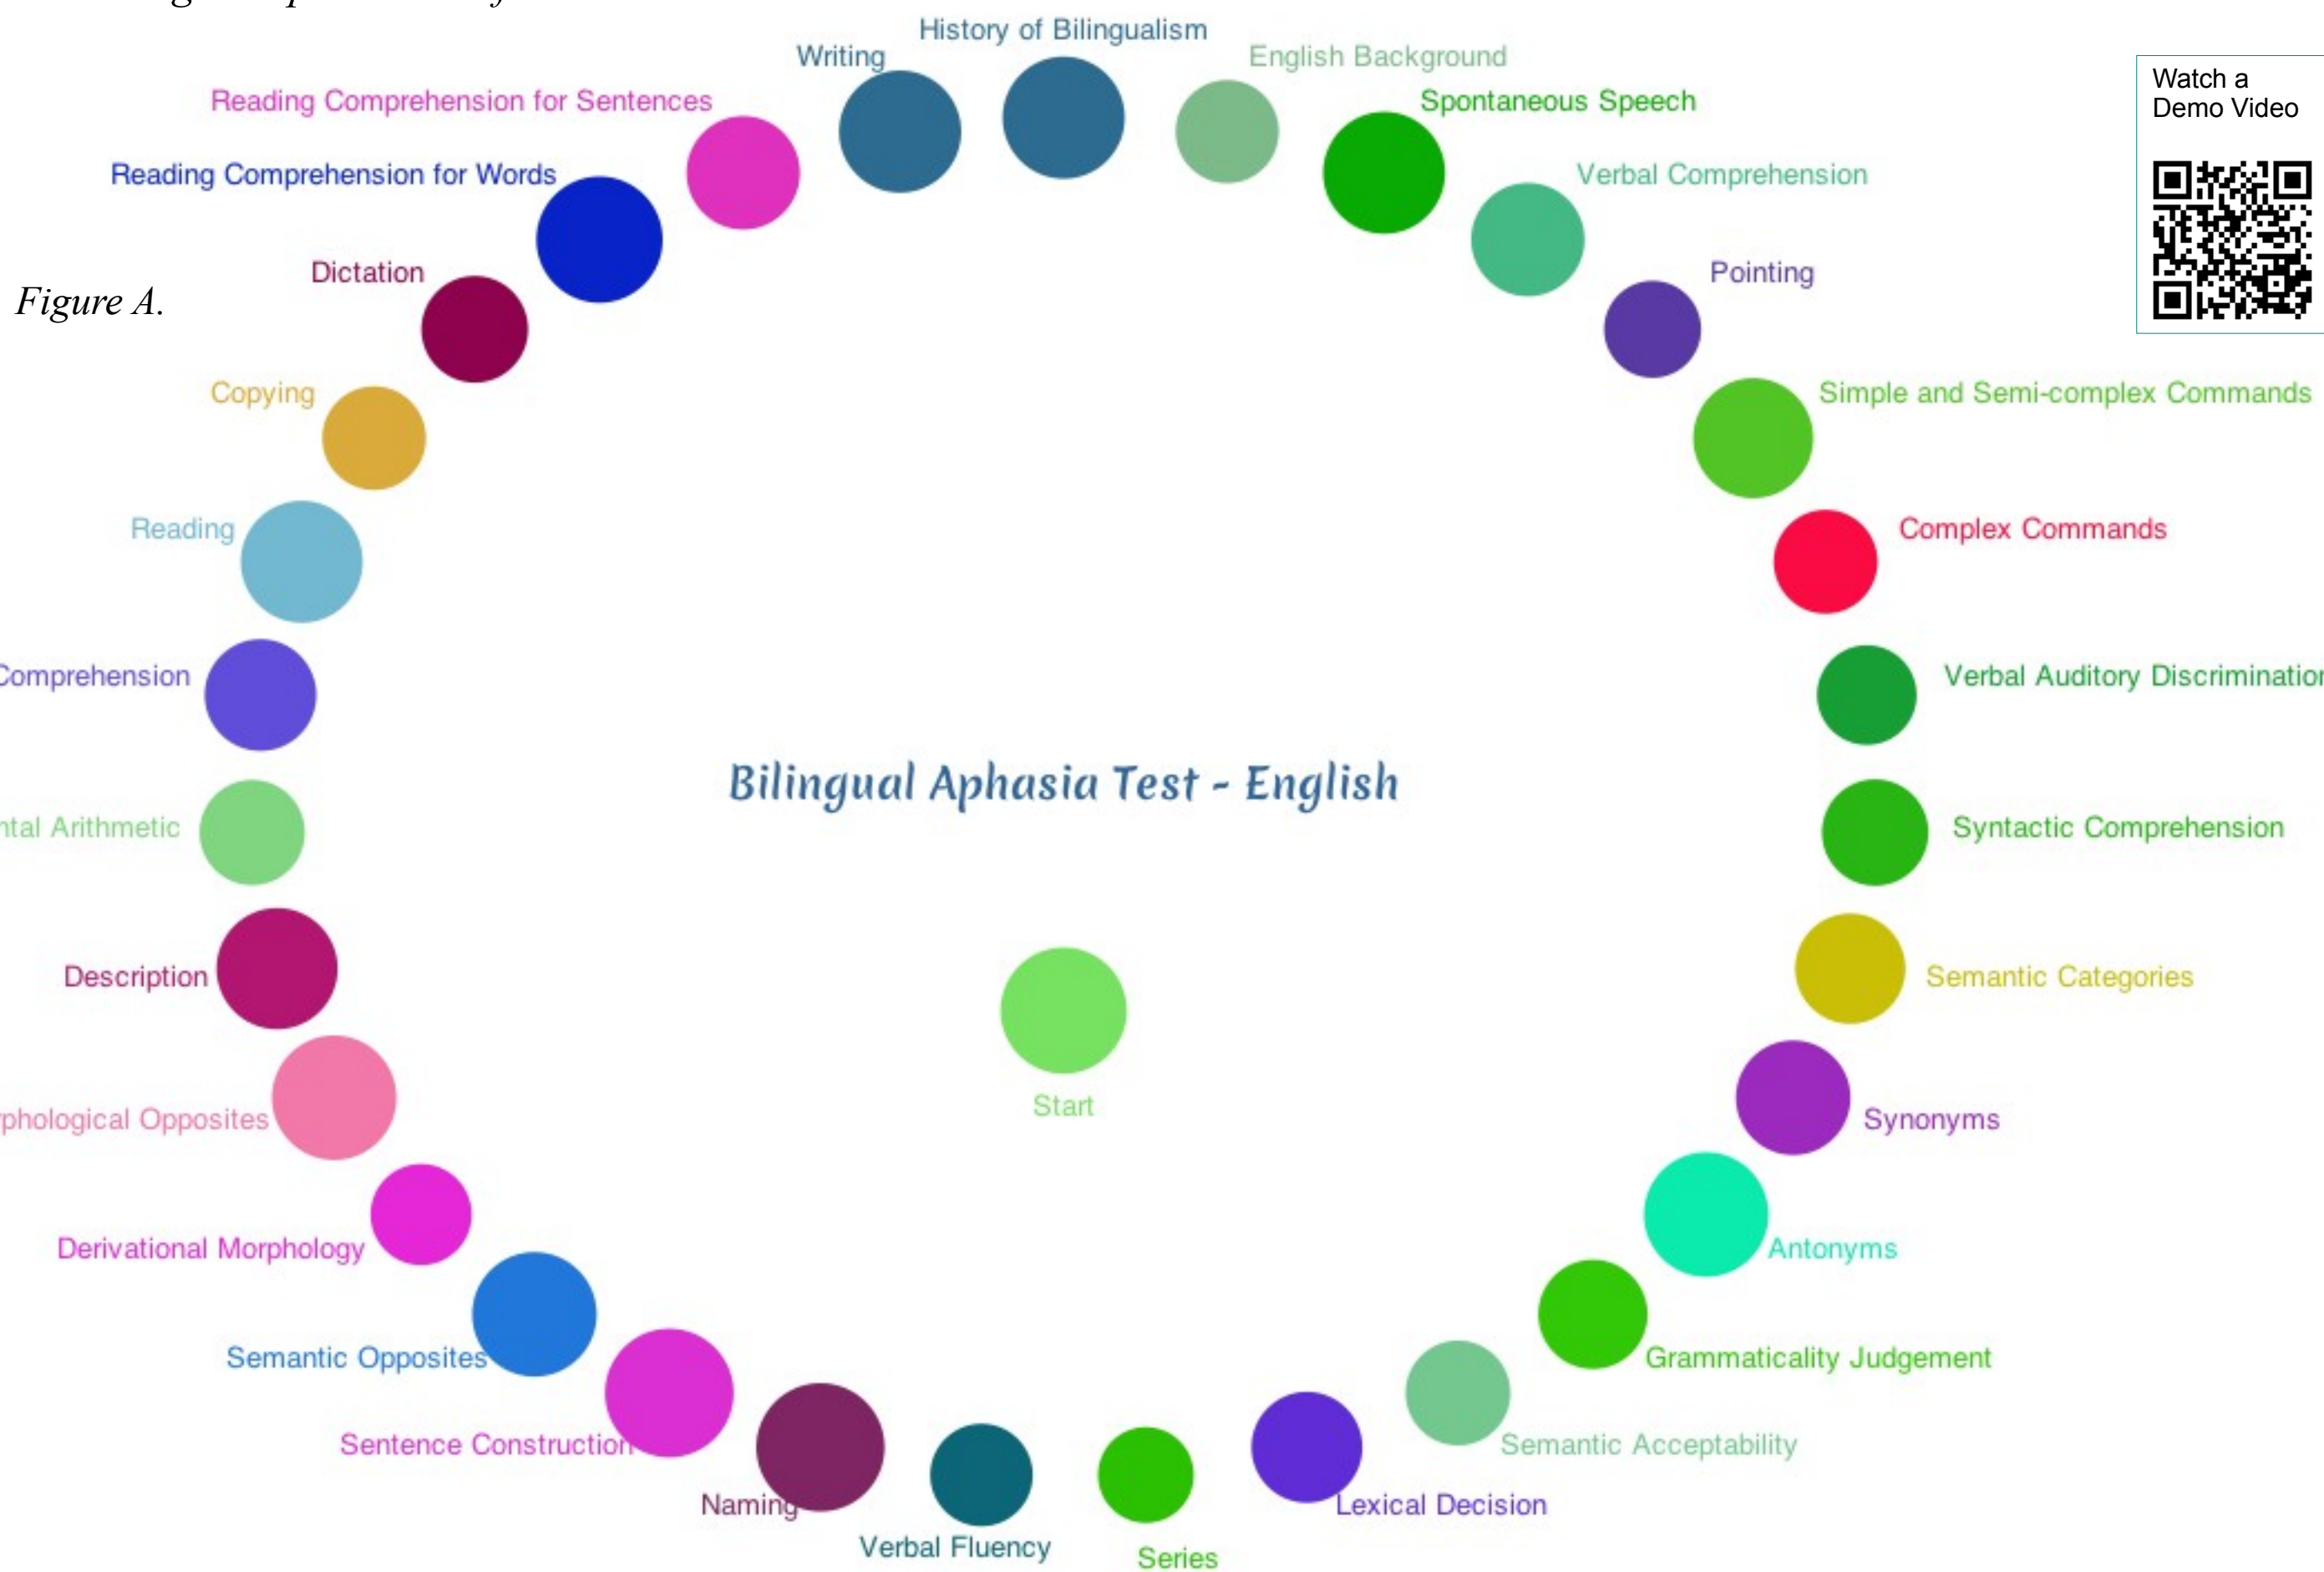 History of Bilingualism
Writing
English Background
Reading Comprehension for Sentences
Spontaneous Speech
Watch a
Demo Video
Reading Comprehension for Words
Verbal Comprehension
Dictation
Pointing
Figure A.
Copying
Simple and Semi-complex Commands
Reading
Complex Commands
Comprehension
Verbal Auditory Discrimination
Bilingual Aphasia Test - English
ntal Arithmetic
Syntactic Comprehension
Description
Semantic Categories
Start
phological Opposites
Synonyms
Derivational Morphology
Antonyms
Semantic Opposites
Grammaticality Judgement
Sentence Construction
Semantic Acceptability
Naming
Lexical Decision
Verbal Fluency
Series